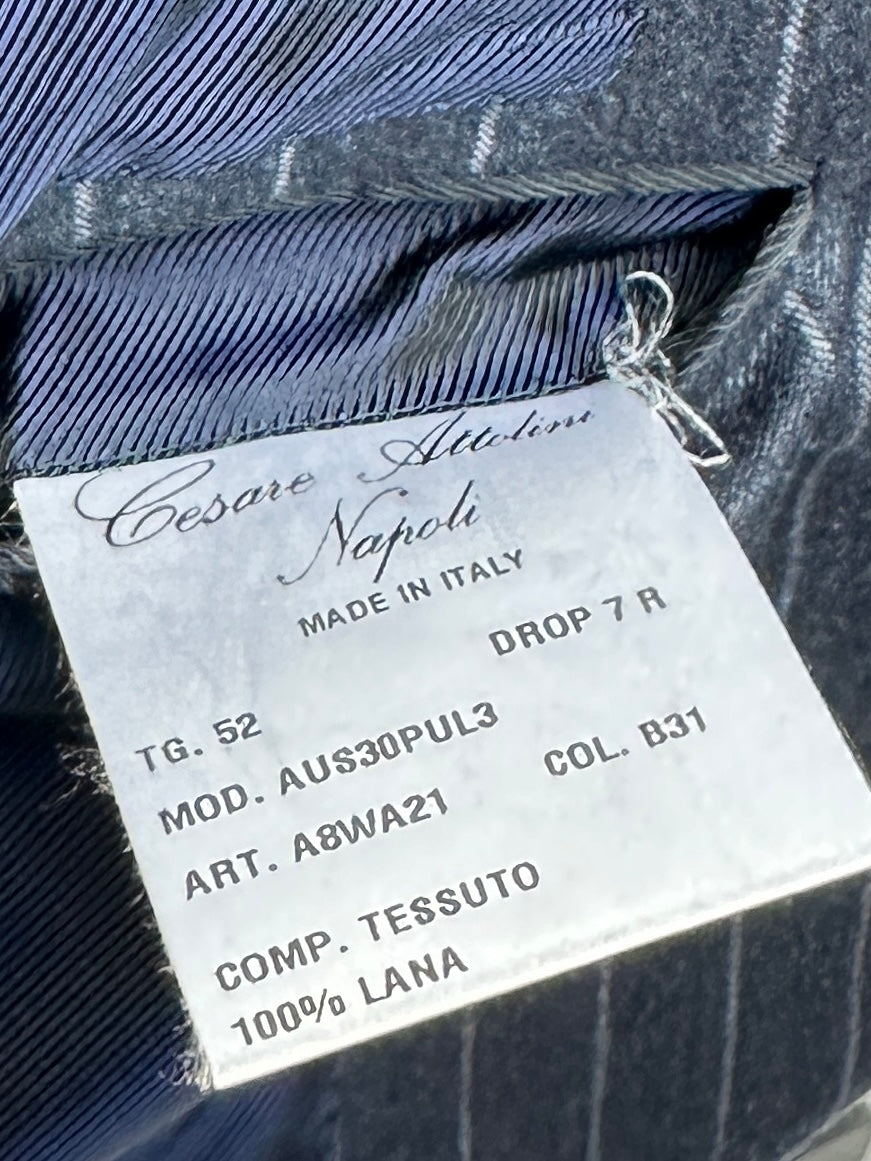 Cesare Attolini
Napoli
MADE IN ITALY
DROP 7 R
TG. 52
MOD. AUS30PUL3
COL. B31
ART. A8WA21
COMP. TESSUTO
100% LANA